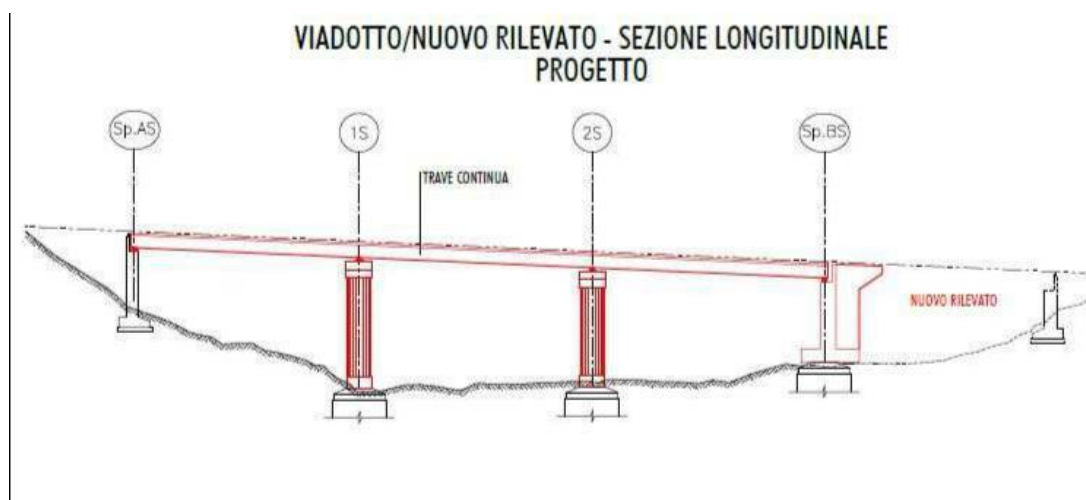 VIADOTTO/NUOVO RILEVATO - SEZIONE LONGITUDINALE
PROGETTO
Sp.AS
1S
2S
Sp.BS
TRAVE CONTINUA
NUOVO RILEVATO